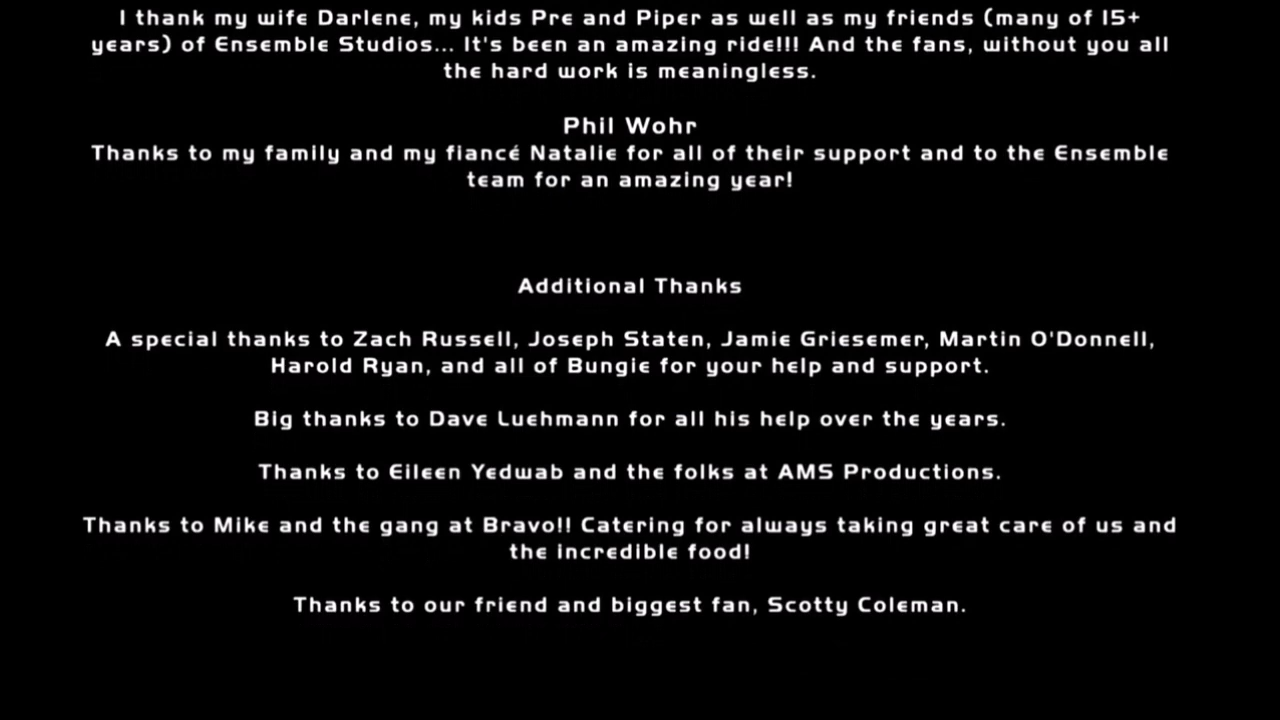 I thank my wife Darlene, my kids Pre and Piper as well as my friends (many of 15+
years) of Ensemble Studios... It's been an amazing ride!!! And the fans, without you all
the hard work is meaningless.
Phil Wohr
Thanks to my family and my fiancé Natalie for all of their support and to the Ensemble
team for an amazing year!
Additional Thanks
A special thanks to Zach Russell, Joseph Staten, Jamie Griesemer, Martin O'Donnell,
Harold Ryan, and all of Bungie for your help and support.
Big thanks to Dave Luehmann for all his help over the years.
Thanks to Eileen Yedwab and the folks at AMS Productions.
Thanks to Mike and the gang at Bravo!! Catering for always taking great care of us and
the incredible food!
Thanks to our friend and biggest fan, Scotty Coleman.